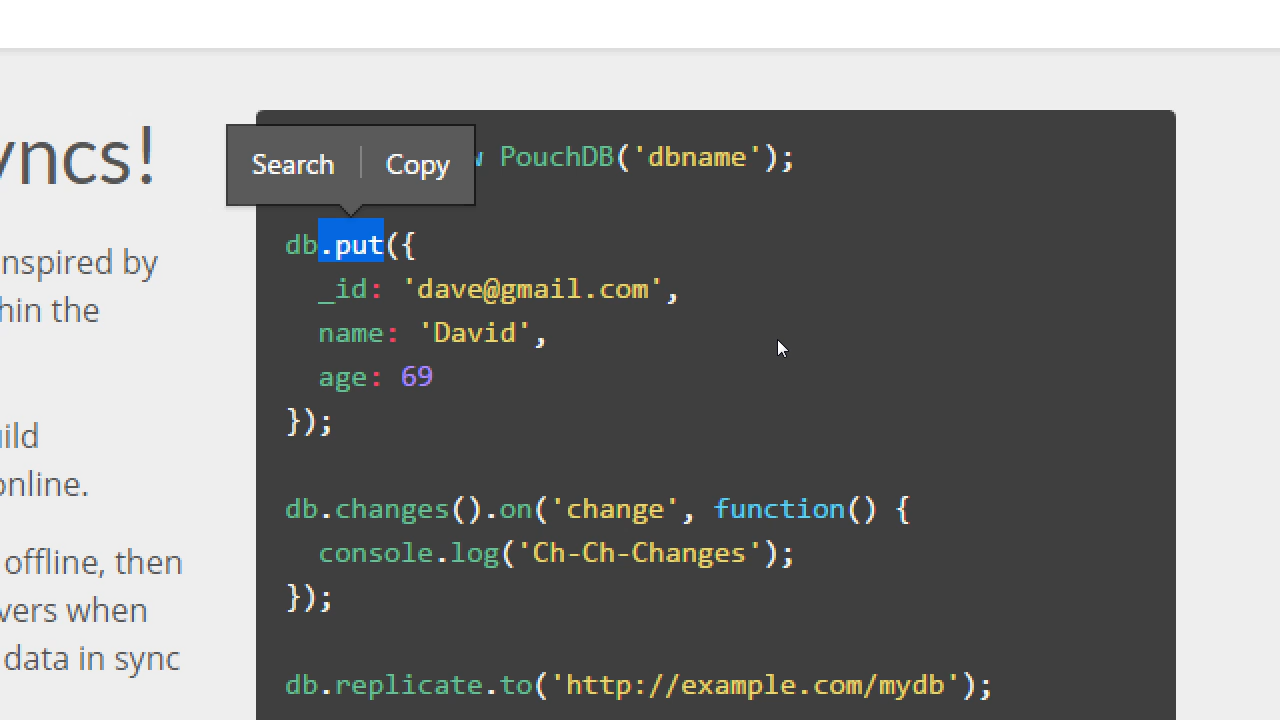 yncs!
nspired by
hin the
uild
online.
offline, then
vers when
data in sync
Search Copy
PouchDB('dbname');
db.put({
_id: 'dave@gmail.com',
name: 'David',
age: 69
});
db.changes().on('change', function() {
console.log('Ch-Ch-Changes');
});
db.replicate.to('http://example.com/mydb');